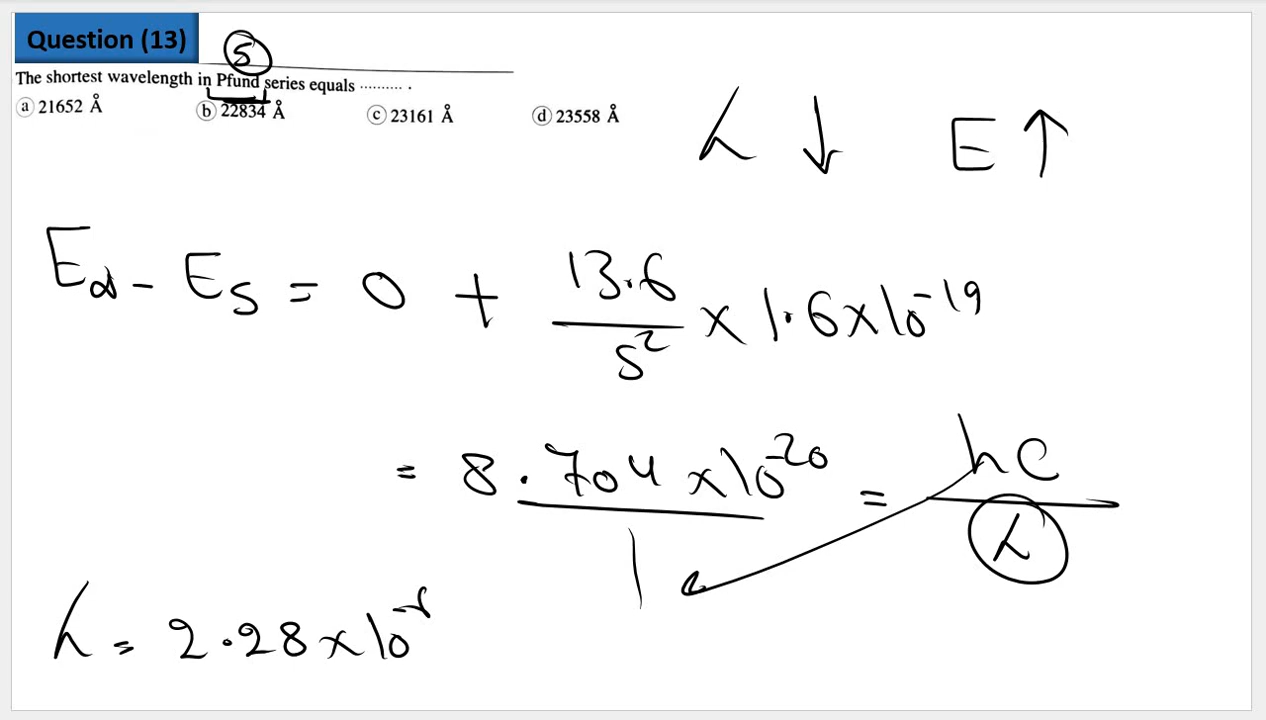 Question (13)
5
The shortest wavelength in Pfund series equals .......... .
a 21652 Å b 22834 Å c 23161 Å d 23558 Å
λ ↓ E ↑
E∞ - E5 = 0 + 13.6 / 5² × 1.6×10⁻¹⁹
= 8.704 ×10⁻²⁰ / 1 = hc / λ
λ = 2.28 ×10